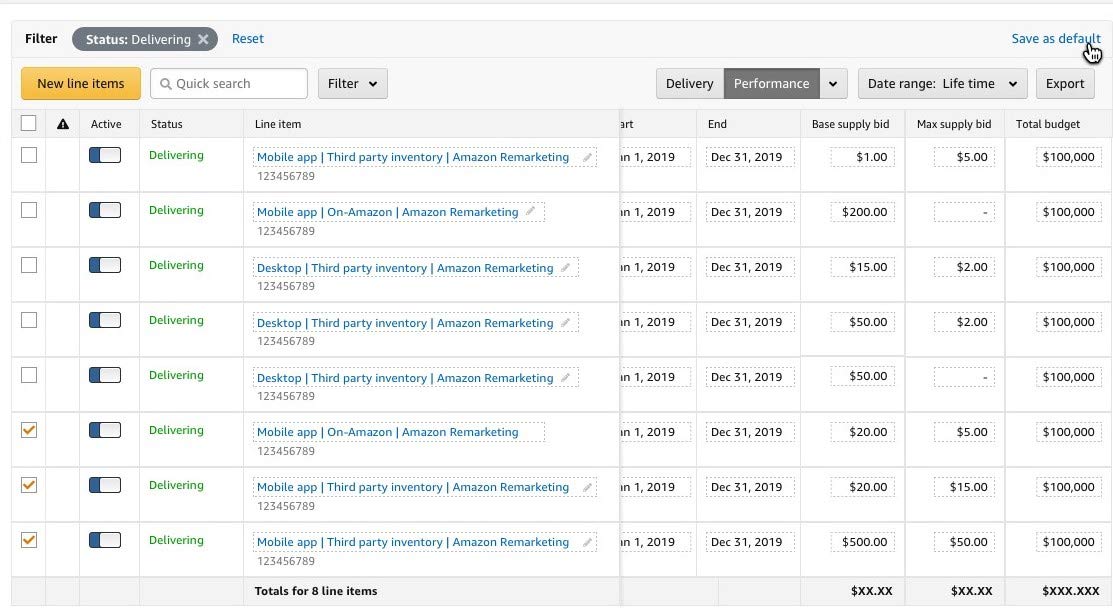 Filter Status: Delivering Reset Save as default
New line items Quick search Filter Delivery Performance Date range: Life time Export
Active Status Line item art End Base supply bid Max supply bid Total budget
Delivering Mobile app | Third party inventory | Amazon Remarketing an 1, 2019 Dec 31, 2019 $1.00 $5.00 $100,000
123456789
Delivering Mobile app | On-Amazon | Amazon Remarketing an 1, 2019 Dec 31, 2019 $200.00 - $100,000
123456789
Delivering Desktop | Third party inventory | Amazon Remarketing an 1, 2019 Dec 31, 2019 $15.00 $2.00 $100,000
123456789
Delivering Desktop | Third party inventory | Amazon Remarketing an 1, 2019 Dec 31, 2019 $50.00 $2.00 $100,000
123456789
Delivering Desktop | Third party inventory | Amazon Remarketing an 1, 2019 Dec 31, 2019 $50.00 - $100,000
123456789
Delivering Mobile app | On-Amazon | Amazon Remarketing an 1, 2019 Dec 31, 2019 $20.00 $5.00 $100,000
123456789
Delivering Mobile app | Third party inventory | Amazon Remarketing an 1, 2019 Dec 31, 2019 $20.00 $15.00 $100,000
123456789
Delivering Mobile app | Third party inventory | Amazon Remarketing an 1, 2019 Dec 31, 2019 $500.00 $50.00 $100,000
123456789
Totals for 8 line items $XX.XX $XX.XX $XXX.XXX